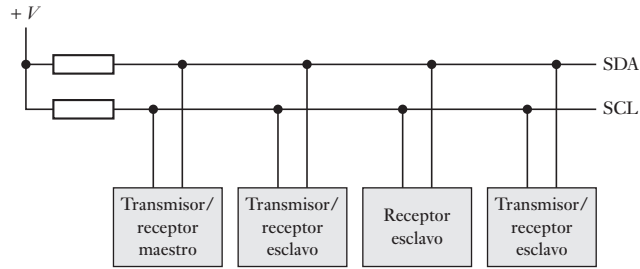 + V
SDA
SCL
Transmisor/
receptor
maestro
Transmisor/
receptor
esclavo
Receptor
esclavo
Transmisor/
receptor
esclavo